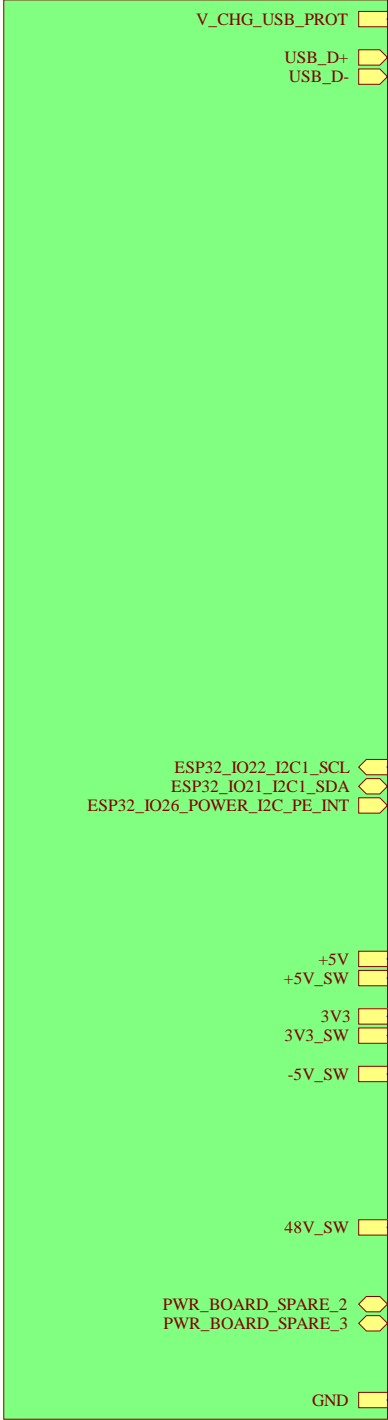 V_CHG_USB_PROT
USB_D+
USB_D-
ESP32_IO22_I2C1_SCL
ESP32_IO21_I2C1_SDA
ESP32_IO26_POWER_I2C_PE_INT
+5V
+5V_SW
3V3
3V3_SW
-5V_SW
48V_SW
PWR_BOARD_SPARE_2
PWR_BOARD_SPARE_3
GND